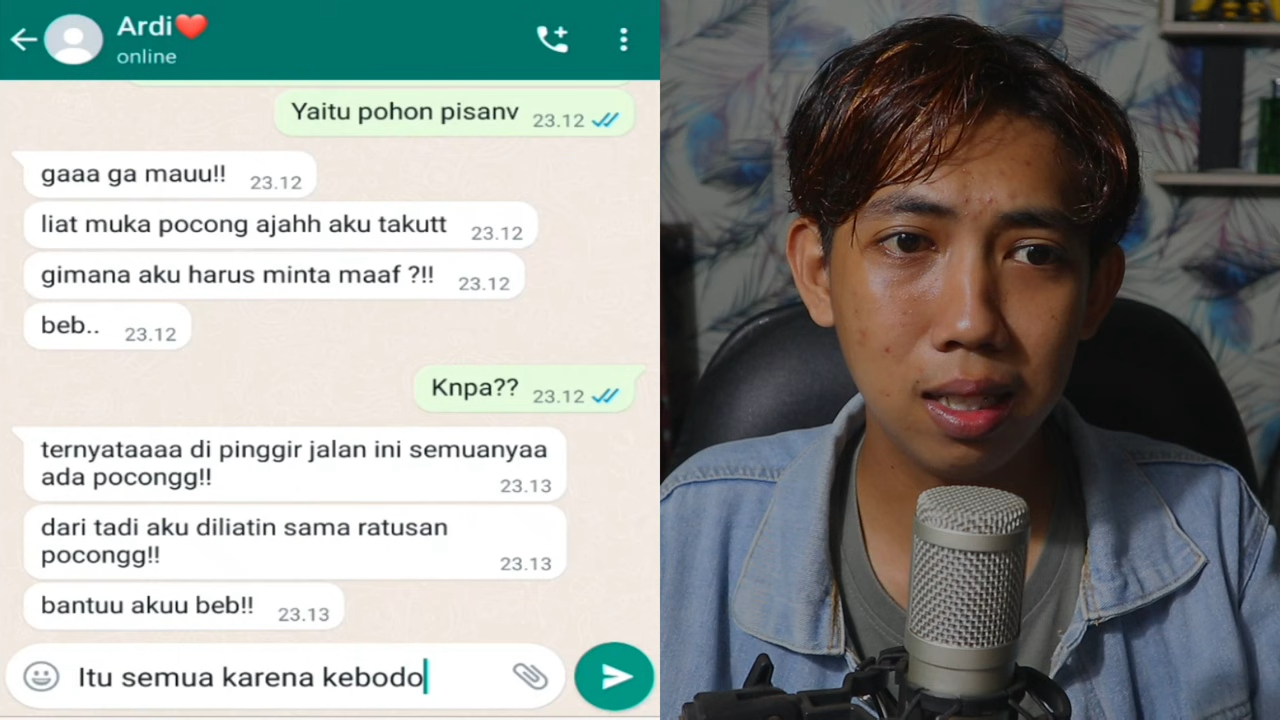 Ardi❤️
online
Yaitu pohon pisanv 23.12
gaaa ga mauu!! 23.12
liat muka pocong ajahh aku takutt 23.12
gimana aku harus minta maaf ?!! 23.12
beb.. 23.12
Knpa?? 23.12
ternyataaaa di pinggir jalan ini semuanyaa
ada pocongg!! 23.13
dari tadi aku diliatin sama ratusan
pocongg!! 23.13
bantuu akuu beb!! 23.13
Itu semua karena kebodo